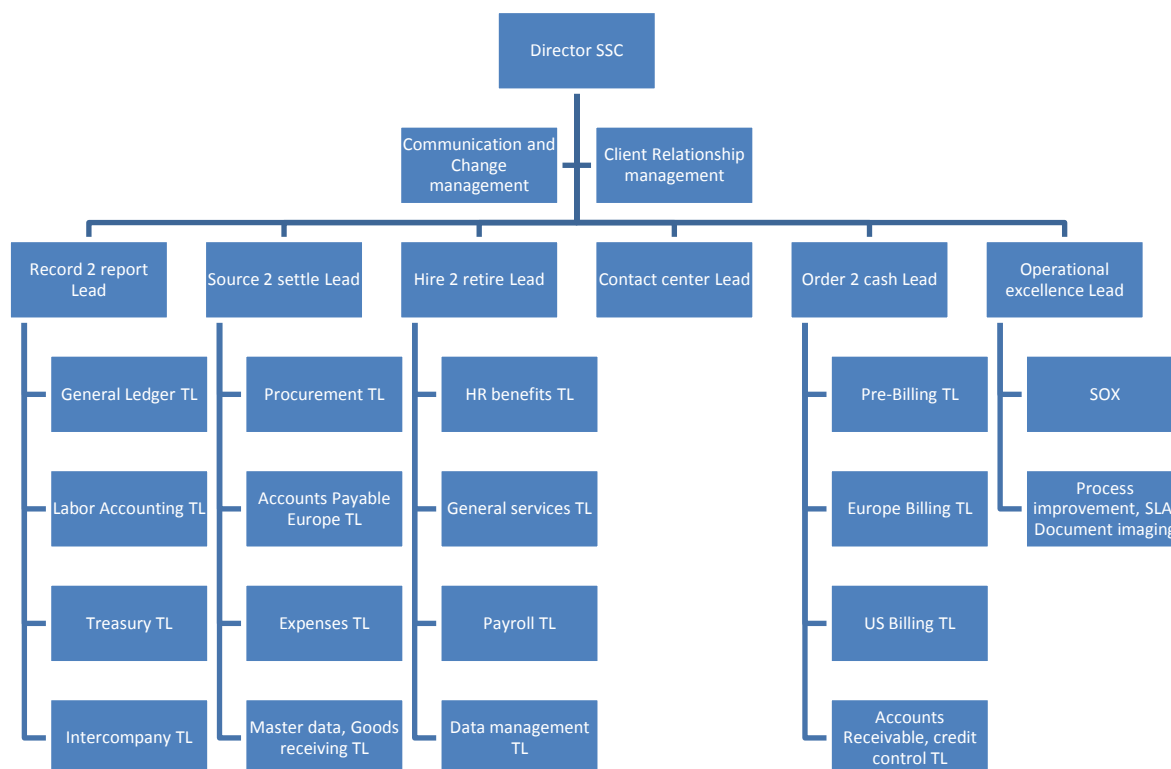 Director SSC
Communication and
Change
management
Client Relationship
management
Record 2 report
Lead
Source 2 settle Lead
Hire 2 retire Lead
Contact center Lead
Order 2 cash Lead
Operational
excellence Lead
General Ledger TL
Labor Accounting TL
Treasury TL
Intercompany TL
Procurement TL
Accounts Payable
Europe TL
Expenses TL
Master data, Goods
receiving TL
HR benefits TL
General services TL
Payroll TL
Data management
TL
Pre-Billing TL
Europe Billing TL
US Billing TL
Accounts
Receivable, credit
control TL
SOX
Process
improvement, SLA
Document imaging